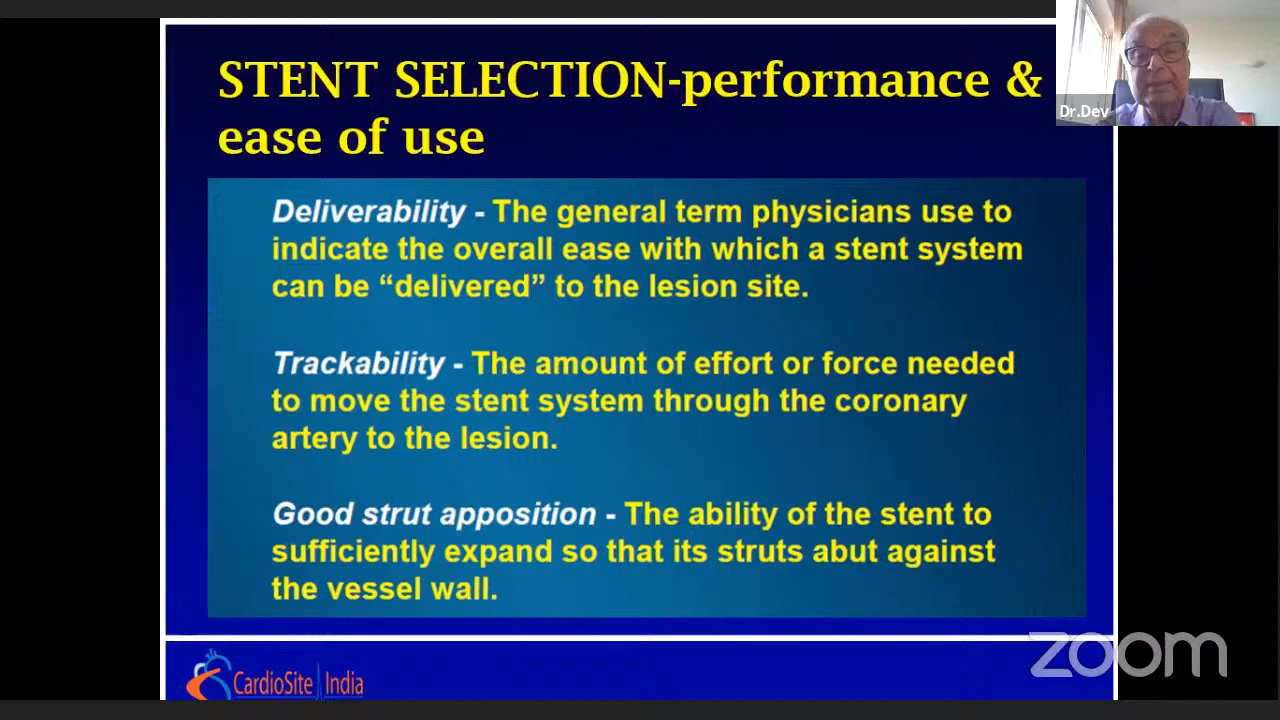 STENT SELECTION-performance &
ease of use
Dr.Dev
Deliverability - The general term physicians use to
indicate the overall ease with which a stent system
can be “delivered” to the lesion site.
Trackability - The amount of effort or force needed
to move the stent system through the coronary
artery to the lesion.
Good strut apposition - The ability of the stent to
sufficiently expand so that its struts abut against
the vessel wall.
zoom
CardioSite India